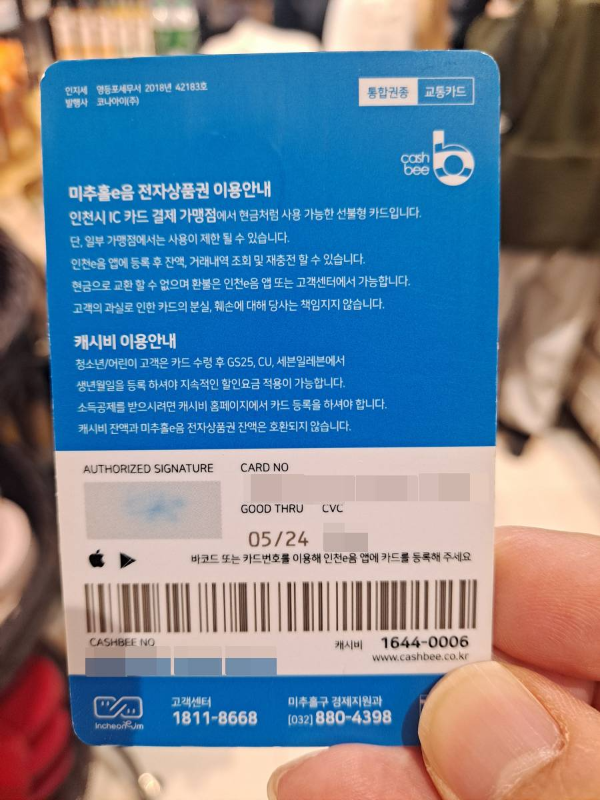 인지세 영등포세무서 2018년 42183호
발행사 코나아이(주)
통합권종 교통카드
cash
bee
미추홀e음 전자상품권 이용안내
인천시 IC 카드 결제 가맹점에서 현금처럼 사용 가능한 선불형 카드입니다.
단, 일부 가맹점에서는 사용이 제한 될 수 있습니다.
인천e음 앱에 등록 후 잔액, 거래내역 조회 및 재충전 할 수 있습니다.
현금으로 교환 할 수 없으며 환불은 인천e음 앱 또는 고객센터에서 가능합니다.
고객의 과실로 인한 카드의 분실, 훼손에 대해 당사는 책임지지 않습니다.
캐시비 이용안내
청소년/어린이 고객은 카드 수령 후 GS25, CU, 세븐일레븐에서
생년월일을 등록 하셔야 지속적인 할인요금 적용이 가능합니다.
소득공제를 받으시려면 캐시비 홈페이지에서 카드 등록을 하셔야 합니다.
캐시비 잔액과 미추홀e음 전자상품권 잔액은 호환되지 않습니다.
AUTHORIZED SIGNATURE CARD NO
GOOD THRU CVC
05/24
바코드 또는 카드번호를 이용해 인천e음 앱에 카드를 등록해 주세요
CASHBEE NO 캐시비 1644-0006
www.cashbee.co.kr
고객센터 미추홀구 경제지원과
1811-8668 [032] 880-4398